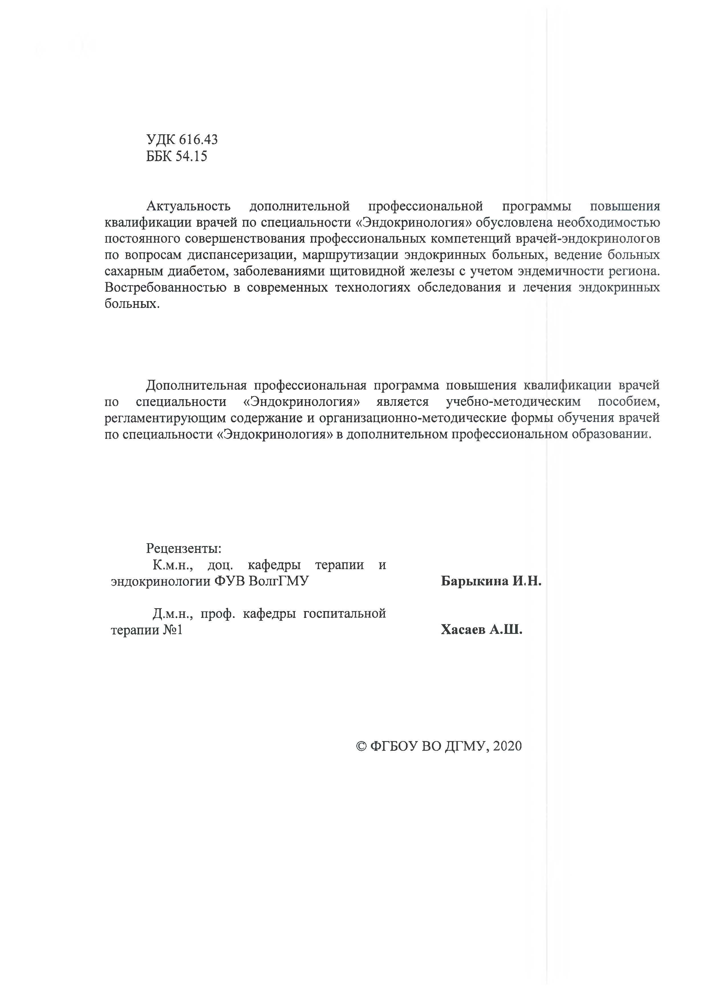 УДК 616.43
ББК 54.15
Актуальность дополнительной профессиональной программы повышения
квалификации врачей по специальности «Эндокринология» обусловлена необходимостью
постоянного совершенствования профессиональных компетенций врачей-эндокринологов
по вопросам диспансеризации, маршрутизации эндокринных больных, ведение больных
сахарным диабетом, заболеваниями щитовидной железы с учетом эндемичности региона.
Востребованностью в современных технологиях обследования и лечения эндокринных
больных.
Дополнительная профессиональная программа повышения квалификации врачей
по специальности «Эндокринология» является учебно-методическим пособием,
регламентирующим содержание и организационно-методические формы обучения врачей
по специальности «Эндокринология» в дополнительном профессиональном образовании.
Рецензенты:
К.м.н., доц. кафедры терапии и
эндокринологии ФУВ ВолгГМУ Барыкина И.Н.
Д.м.н., проф. кафедры госпитальной
терапии №1 Хасаев А.Ш.
© ФГБОУ ВО ДГМУ, 2020